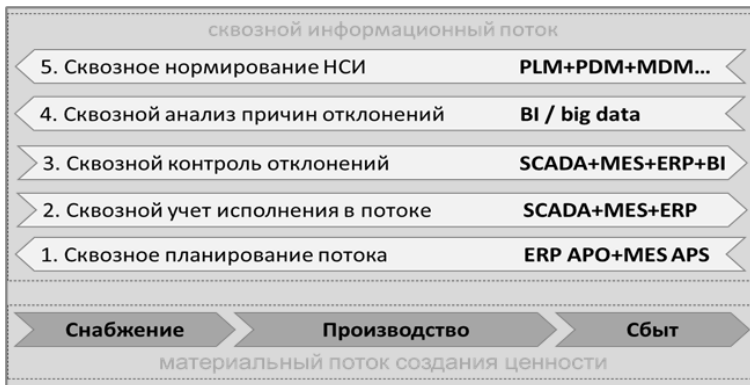 сквозной информационный поток
5. Сквозное нормирование НСИ PLM+PDM+MDM...
4. Сквозной анализ причин отклонений BI / big data
3. Сквозной контроль отклонений SCADA+MES+ERP+BI
2. Сквозной учет исполнения в потоке SCADA+MES+ERP
1. Сквозное планирование потока ERP APO+MES APS
Снабжение Производство Сбыт
материальный поток создания ценности